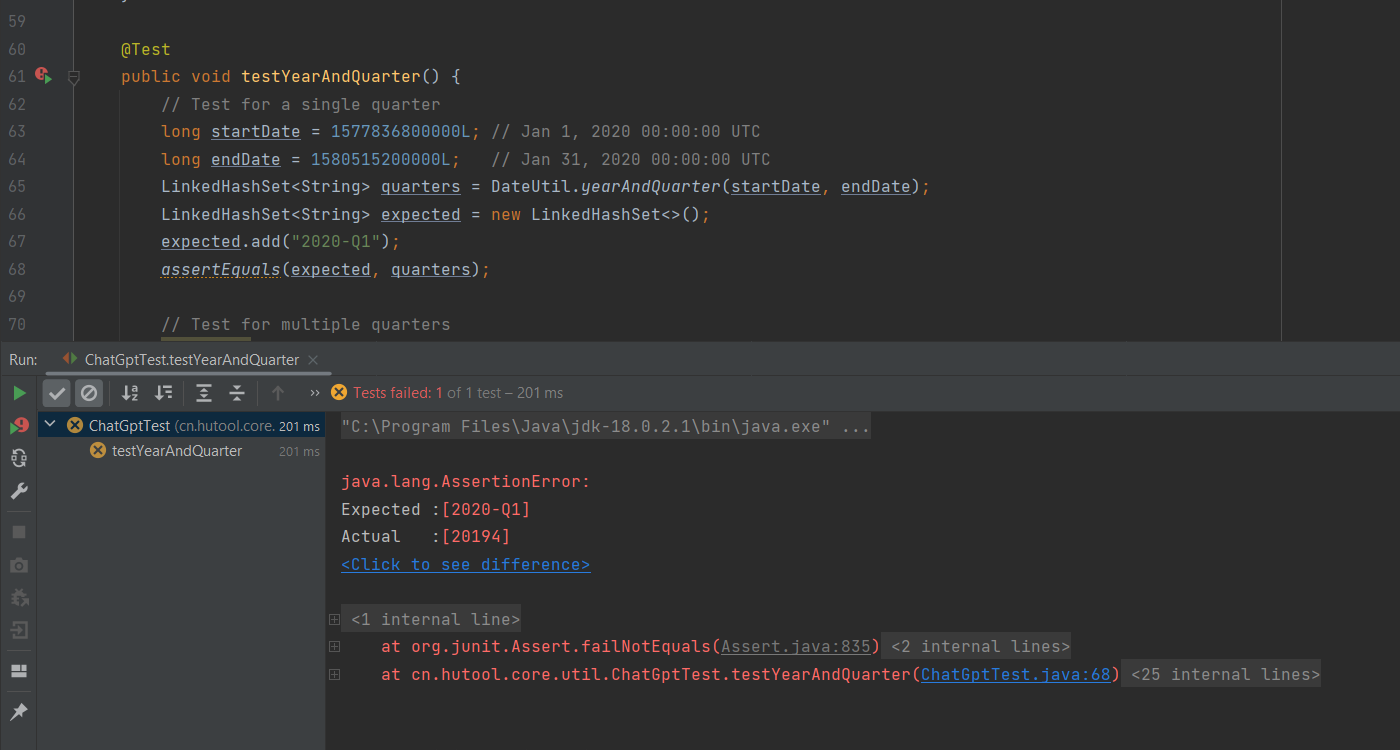 59
60 @Test
61 public void testYearAndQuarter() {
62 // Test for a single quarter
63 long startDate = 1577836800000L; // Jan 1, 2020 00:00:00 UTC
64 long endDate = 1580515200000L; // Jan 31, 2020 00:00:00 UTC
65 LinkedHashSet<String> quarters = DateUtil.yearAndQuarter(startDate, endDate);
66 LinkedHashSet<String> expected = new LinkedHashSet<>();
67 expected.add("2020-Q1");
68 assertEquals(expected, quarters);
69
70 // Test for multiple quarters
Run: ChatGptTest.testYearAndQuarter
Tests failed: 1 of 1 test – 201 ms
ChatGptTest (cn.hutool.core. 201 ms
testYearAndQuarter 201 ms
"C:\Program Files\Java\jdk-18.0.2.1\bin\java.exe" ...
java.lang.AssertionError:
Expected :[2020-Q1]
Actual :[20194]
<Click to see difference>
<1 internal line>
at org.junit.Assert.failNotEquals(Assert.java:835) <2 internal lines>
at cn.hutool.core.util.ChatGptTest.testYearAndQuarter(ChatGptTest.java:68) <25 internal lines>